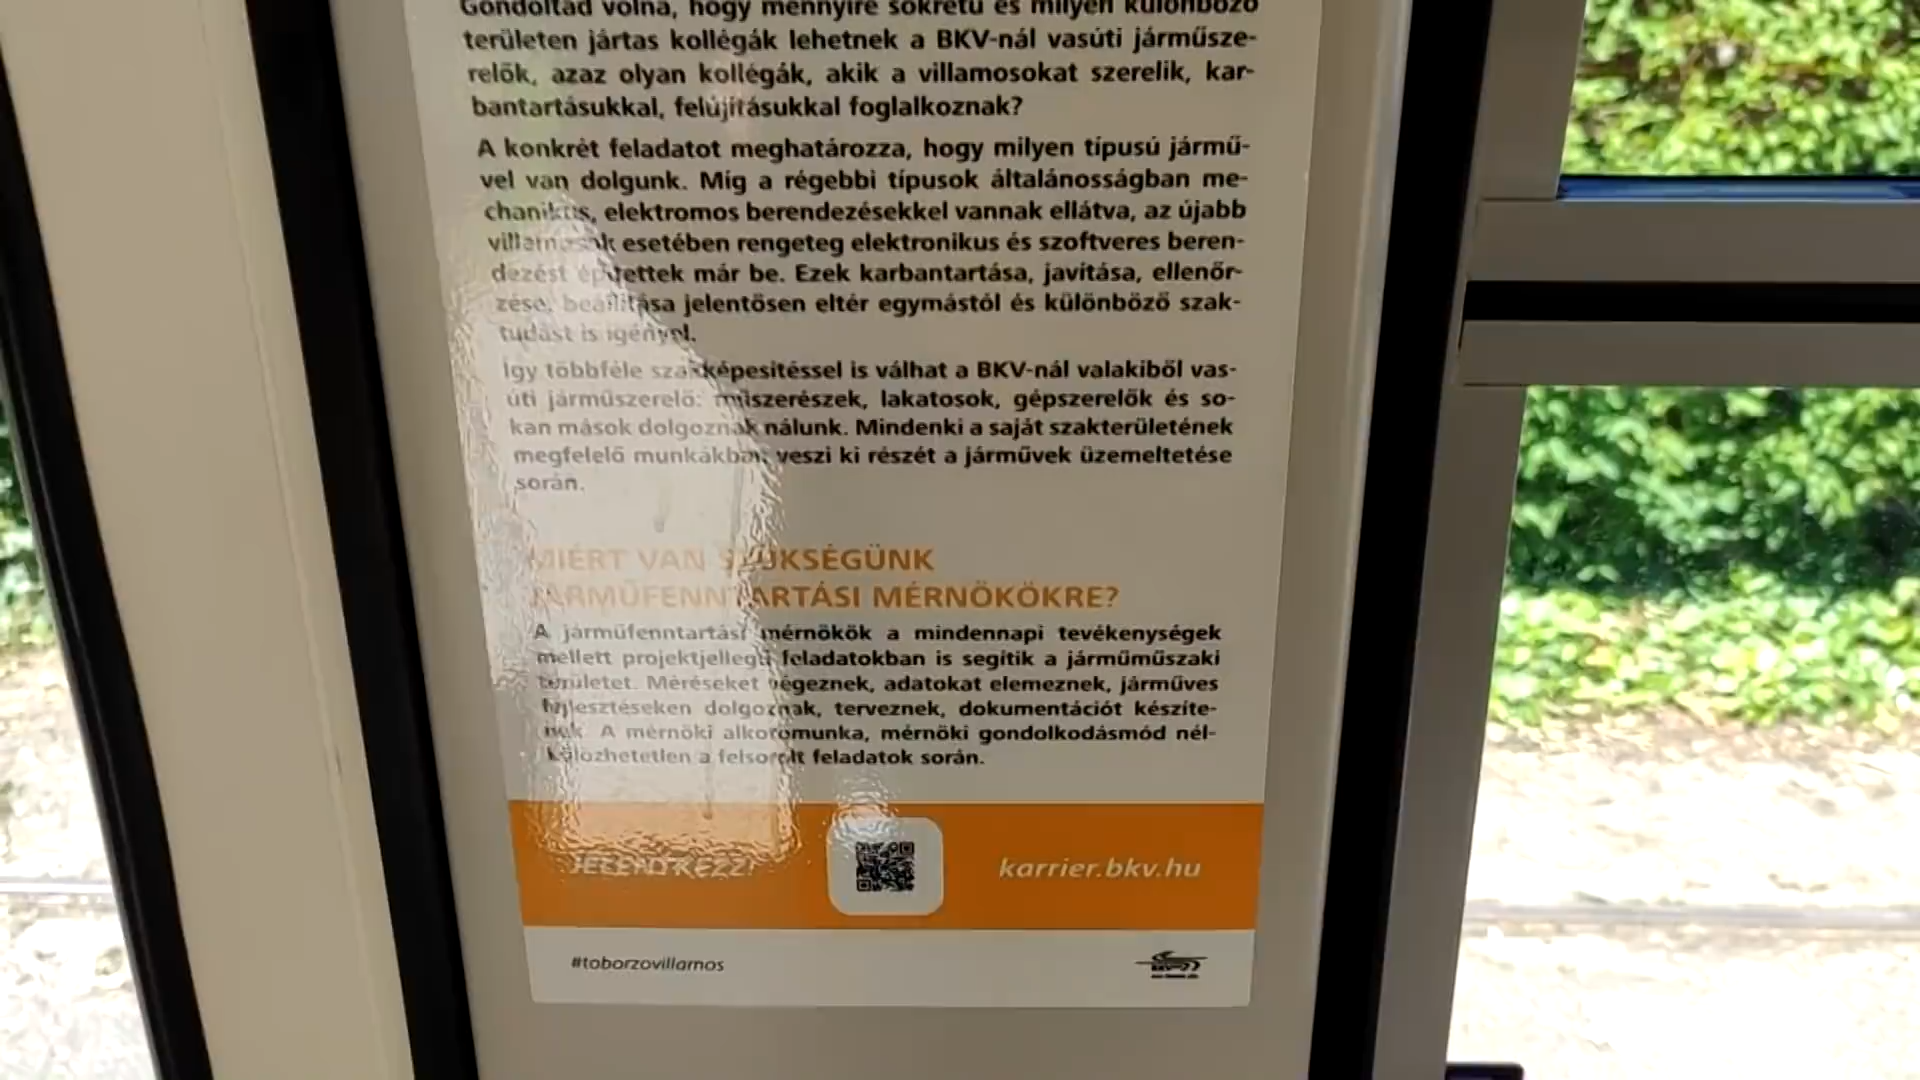 Gondoltad volna, hogy mennyire sokrétű és milyen különböző
területen jártas kollégák lehetnek a BKV-nál vasúti járműsze-
relők, azaz olyan kollégák, akik a villamosokat szerelik, kar-
bantartásukkal, felújításukkal foglalkoznak?
A konkrét feladatot meghatározza, hogy milyen típusú jármű-
vel van dolgunk. Míg a régebbi típusok általánosságban me-
chanikus, elektromos berendezésekkel vannak ellátva, az újabb
villamosok esetében rengeteg elektronikus és szoftveres beren-
dezést építettek már be. Ezek karbantartása, javítása, ellenőr-
zése, beállítása jelentősen eltér egymástól és különböző szak-
tudást is igényel.
Így többféle szakképesítéssel is válhat a BKV-nál valakiből vas-
úti járműszerelő: műszerészek, lakatosok, gépszerelők és so-
kan mások dolgoznak nálunk. Mindenki a saját szakterületének
megfelelő munkákban veszi ki részét a járművek üzemeltetése
során.
MIÉRT VAN SZÜKSÉGÜNK
JÁRMŰFENNTARTÁSI MÉRNÖKÖKRE?
A járműfenntartási mérnökök a mindennapi tevékenységek
mellett projektjellegű feladatokban is segítik a járműműszaki
területet. Méréseket végeznek, adatokat elemeznek, járműves
fejlesztéseken dolgoznak, terveznek, dokumentációt készíte-
nek. A mérnöki alkotómunka, mérnöki gondolkodásmód nél-
külözhetetlen a felsorolt feladatok során.
JELENTKEZZ!
karrier.bkv.hu
#toborzovillamos
BKV